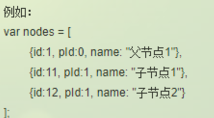 例如：
var nodes = [
{id:1, pId:0, name: "父节点1"},
{id:11, pId:1, name: "子节点1"},
{id:12, pId:1, name: "子节点2"}
];